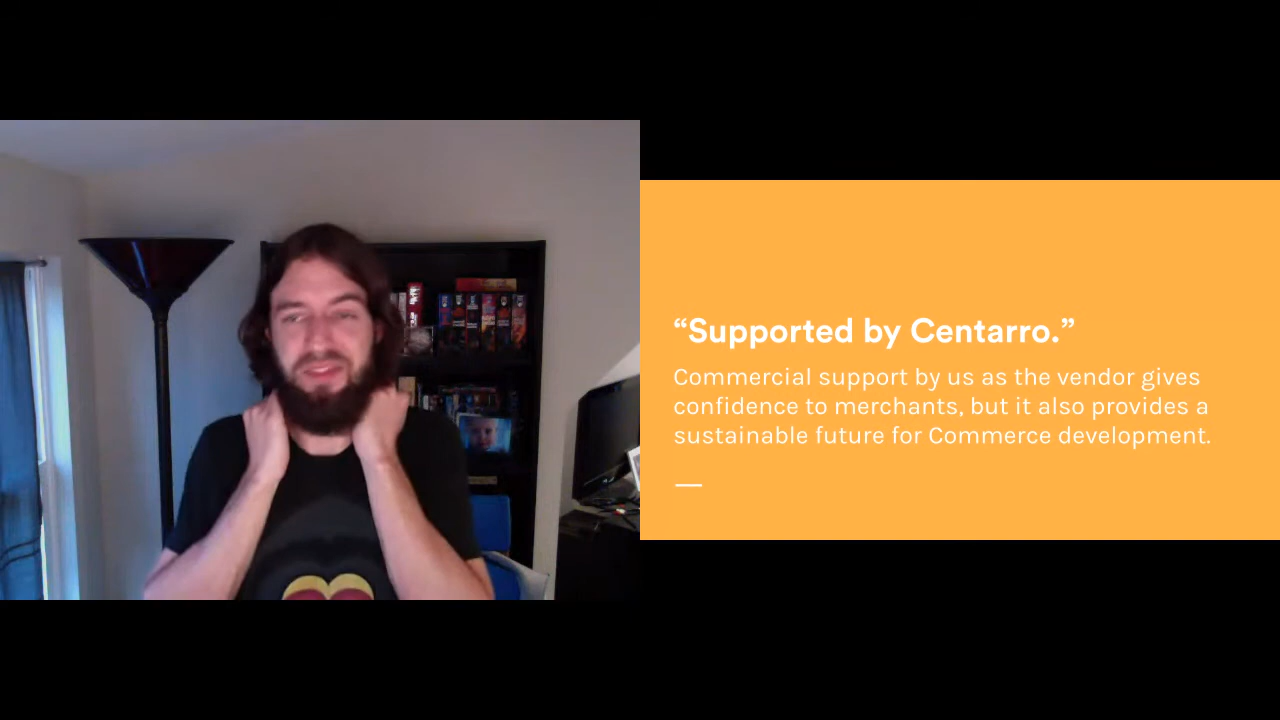 “Supported by Centarro.”
Commercial support by us as the vendor gives
confidence to merchants, but it also provides a
sustainable future for Commerce development.